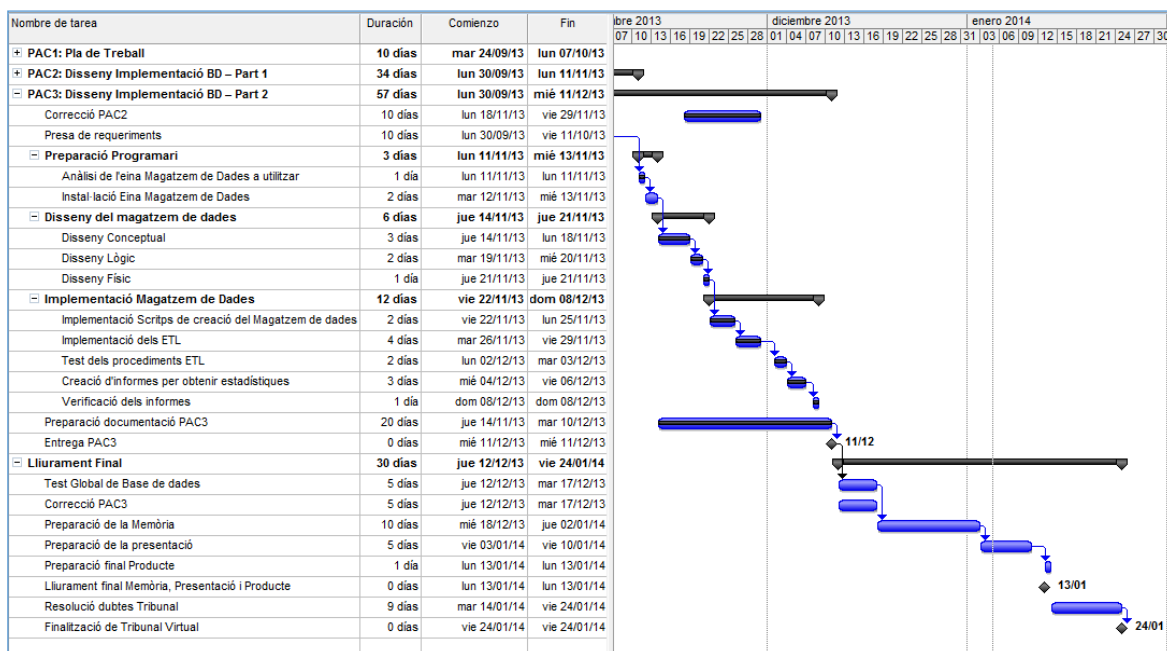 Nombre de tarea Duración Comienzo Fin bre 2013 diciembre 2013 enero 2014
07 10 13 16 19 22 25 28 01 04 07 10 13 16 19 22 25 28 31 03 06 09 12 15 18 21 24 27 30
PAC1: Pla de Treball 10 días mar 24/09/13 lun 07/10/13
PAC2: Disseny Implementació BD – Part 1 34 días lun 30/09/13 lun 11/11/13
PAC3: Disseny Implementació BD – Part 2 57 días lun 30/09/13 mié 11/12/13
Correcció PAC2 10 días lun 18/11/13 vie 29/11/13
Presa de requeriments 10 días lun 30/09/13 vie 11/10/13
Preparació Programari 3 días lun 11/11/13 mié 13/11/13
Anàlisi de l'eina Magatzem de Dades a utilitzar 1 día lun 11/11/13 lun 11/11/13
Instal·lació Eina Magatzem de Dades 2 días mar 12/11/13 mié 13/11/13
Disseny del magatzem de dades 6 días jue 14/11/13 jue 21/11/13
Disseny Conceptual 3 días jue 14/11/13 lun 18/11/13
Disseny Lògic 2 días mar 19/11/13 mié 20/11/13
Disseny Físic 1 día jue 21/11/13 jue 21/11/13
Implementació Magatzem de Dades 12 días vie 22/11/13 dom 08/12/13
Implementació Scritps de creació del Magatzem de dades 2 días vie 22/11/13 lun 25/11/13
Implementació dels ETL 4 días mar 26/11/13 vie 29/11/13
Test dels procediments ETL 2 días lun 02/12/13 mar 03/12/13
Creació d'informes per obtenir estadístiques 3 días mié 04/12/13 vie 06/12/13
Verificació dels informes 1 día dom 08/12/13 dom 08/12/13
Preparació documentació PAC3 20 días jue 14/11/13 mar 10/12/13
Entrega PAC3 0 días mié 11/12/13 mié 11/12/13 11/12
Lliurament Final 30 días jue 12/12/13 vie 24/01/14
Test Global de Base de dades 5 días jue 12/12/13 mar 17/12/13
Correcció PAC3 5 días jue 12/12/13 mar 17/12/13
Preparació de la Memòria 10 días mié 18/12/13 jue 02/01/14
Preparació de la presentació 5 días vie 03/01/14 vie 10/01/14
Preparació final Producte 1 día lun 13/01/14 lun 13/01/14
Lliurament final Memòria, Presentació i Producte 0 días lun 13/01/14 lun 13/01/14 13/01
Resolució dubtes Tribunal 9 días mar 14/01/14 vie 24/01/14
Finalització de Tribunal Virtual 0 días vie 24/01/14 vie 24/01/14 24/01